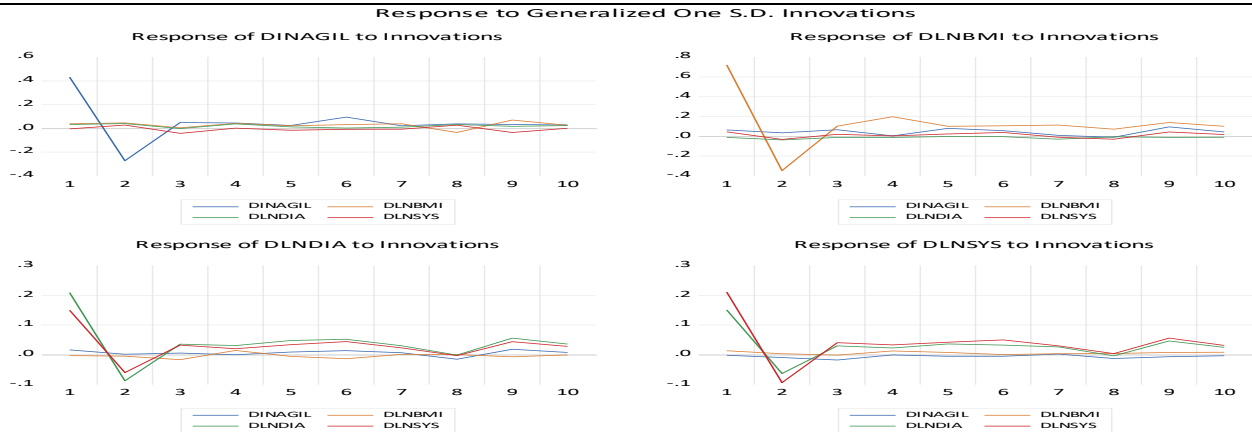 Response to Generalized One S.D. Innovations
Response of DINAGIL to Innovations
.6
.4
.2
.0
-.2
-.4
1 2 3 4 5 6 7 8 9 10
DINAGIL DLNBMI
DLNDIA DLNSYS
Response of DLNBMI to Innovations
.8
.6
.4
.2
.0
-.2
-.4
1 2 3 4 5 6 7 8 9 10
DINAGIL DLNBMI
DLNDIA DLNSYS
Response of DLNDIA to Innovations
.3
.2
.1
.0
-.1
1 2 3 4 5 6 7 8 9 10
DINAGIL DLNBMI
DLNDIA DLNSYS
Response of DLNSYS to Innovations
.3
.2
.1
.0
-.1
1 2 3 4 5 6 7 8 9 10
DINAGIL DLNBMI
DLNDIA DLNSYS